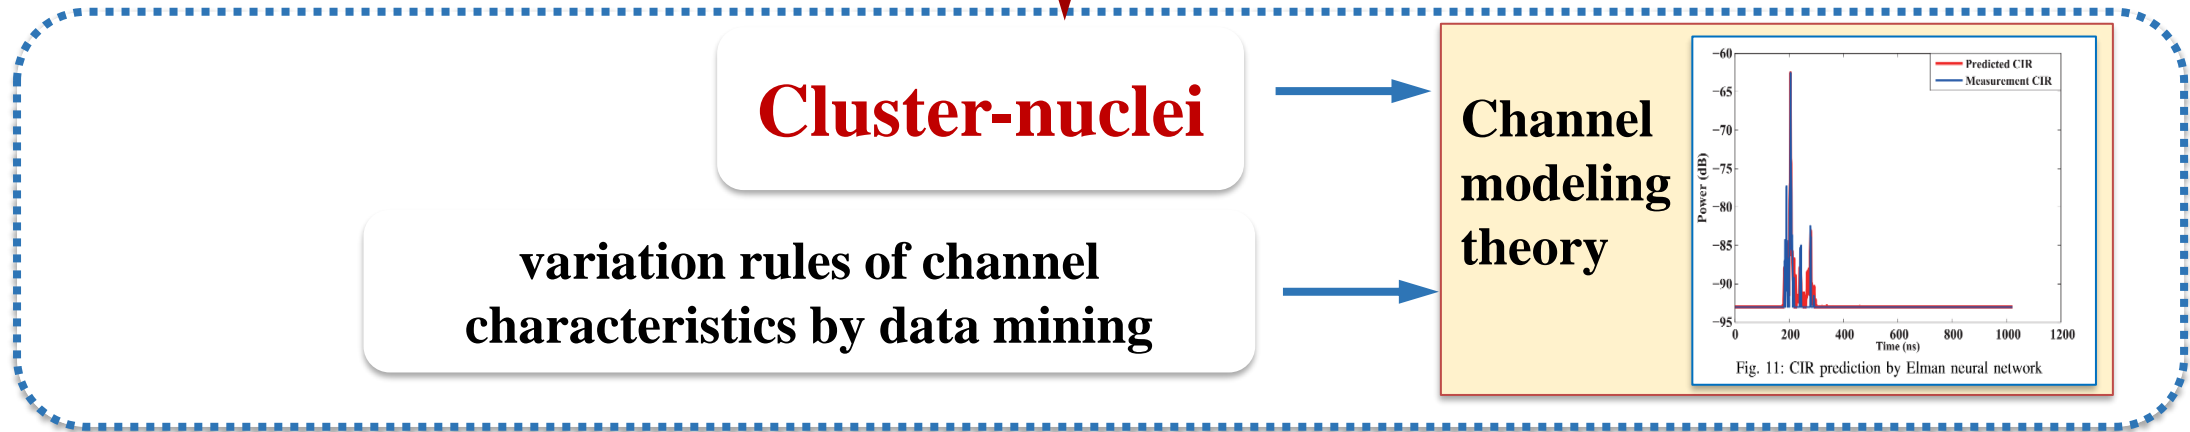 Cluster-nuclei
variation rules of channel
characteristics by data mining
Channel
modeling
theory
Predicted CIR
Measurement CIR
Power (dB)
−60
−65
−70
−75
−80
−85
−90
−95
0 200 400 600 800 1000 1200
Time (ns)
Fig. 11: CIR prediction by Elman neural network